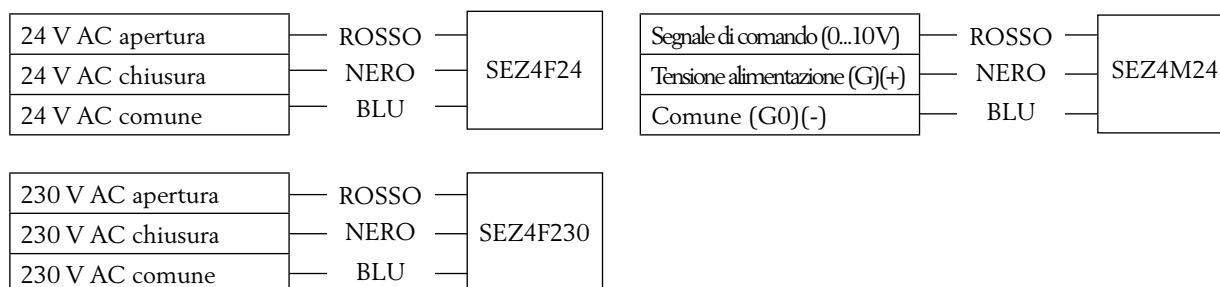 24 V AC apertura ROSSO
24 V AC chiusura NERO SEZ4F24
24 V AC comune BLU
Segnale di comando (0...10V) ROSSO
Tensione alimentazione (G)(+) NERO SEZ4M24
Comune (G0)(-) BLU
230 V AC apertura ROSSO
230 V AC chiusura NERO SEZ4F230
230 V AC comune BLU